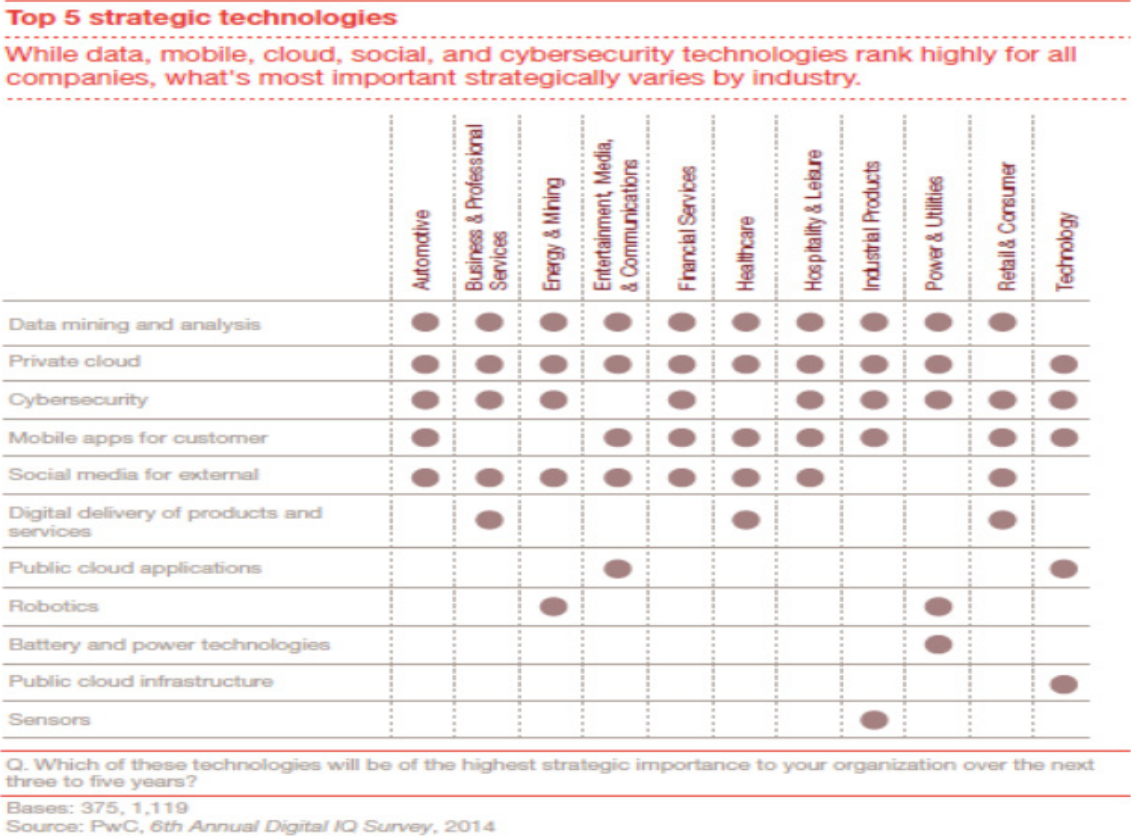 Top 5 strategic technologies
While data, mobile, cloud, social, and cybersecurity technologies rank highly for all
companies, what's most important strategically varies by industry.
Automotive
Business & Professional
Services
Energy & Mining
Entertainment, Media,
& Communications
Financial Services
Healthcare
Hospitality & Leisure
Industrial Products
Power & Utilities
Retail & Consumer
Technology
Data mining and analysis
Private cloud
Cybersecurity
Mobile apps for customer
Social media for external
Digital delivery of products and
services
Public cloud applications
Robotics
Battery and power technologies
Public cloud infrastructure
Sensors
Q. Which of these technologies will be of the highest strategic importance to your organization over the next
three to five years?
Bases: 375, 1,119
Source: PwC, 6th Annual Digital IQ Survey, 2014